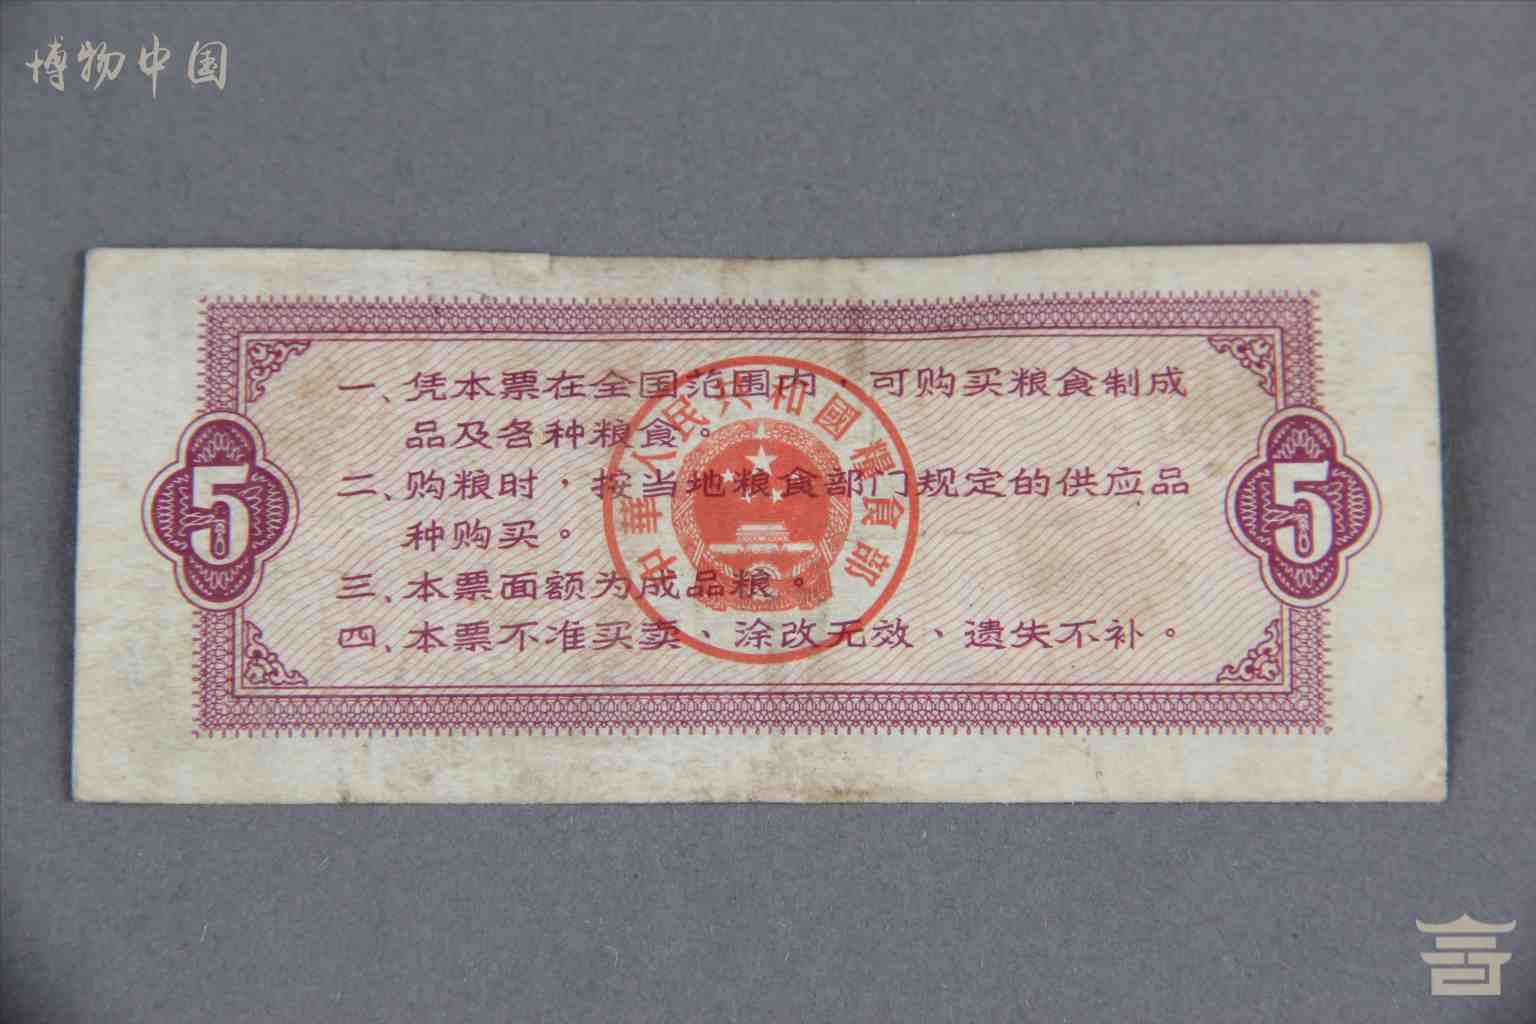 博物中国
一、凭本票在全国范围内，可购买粮食制成
品及各种粮食。
二、购粮时，按当地粮食部门规定的供应品
种购买。
三、本票面额为成品粮。
四、本票不准买卖、涂改无效、遗失不补。
中華人民共和國糧食部
5
5